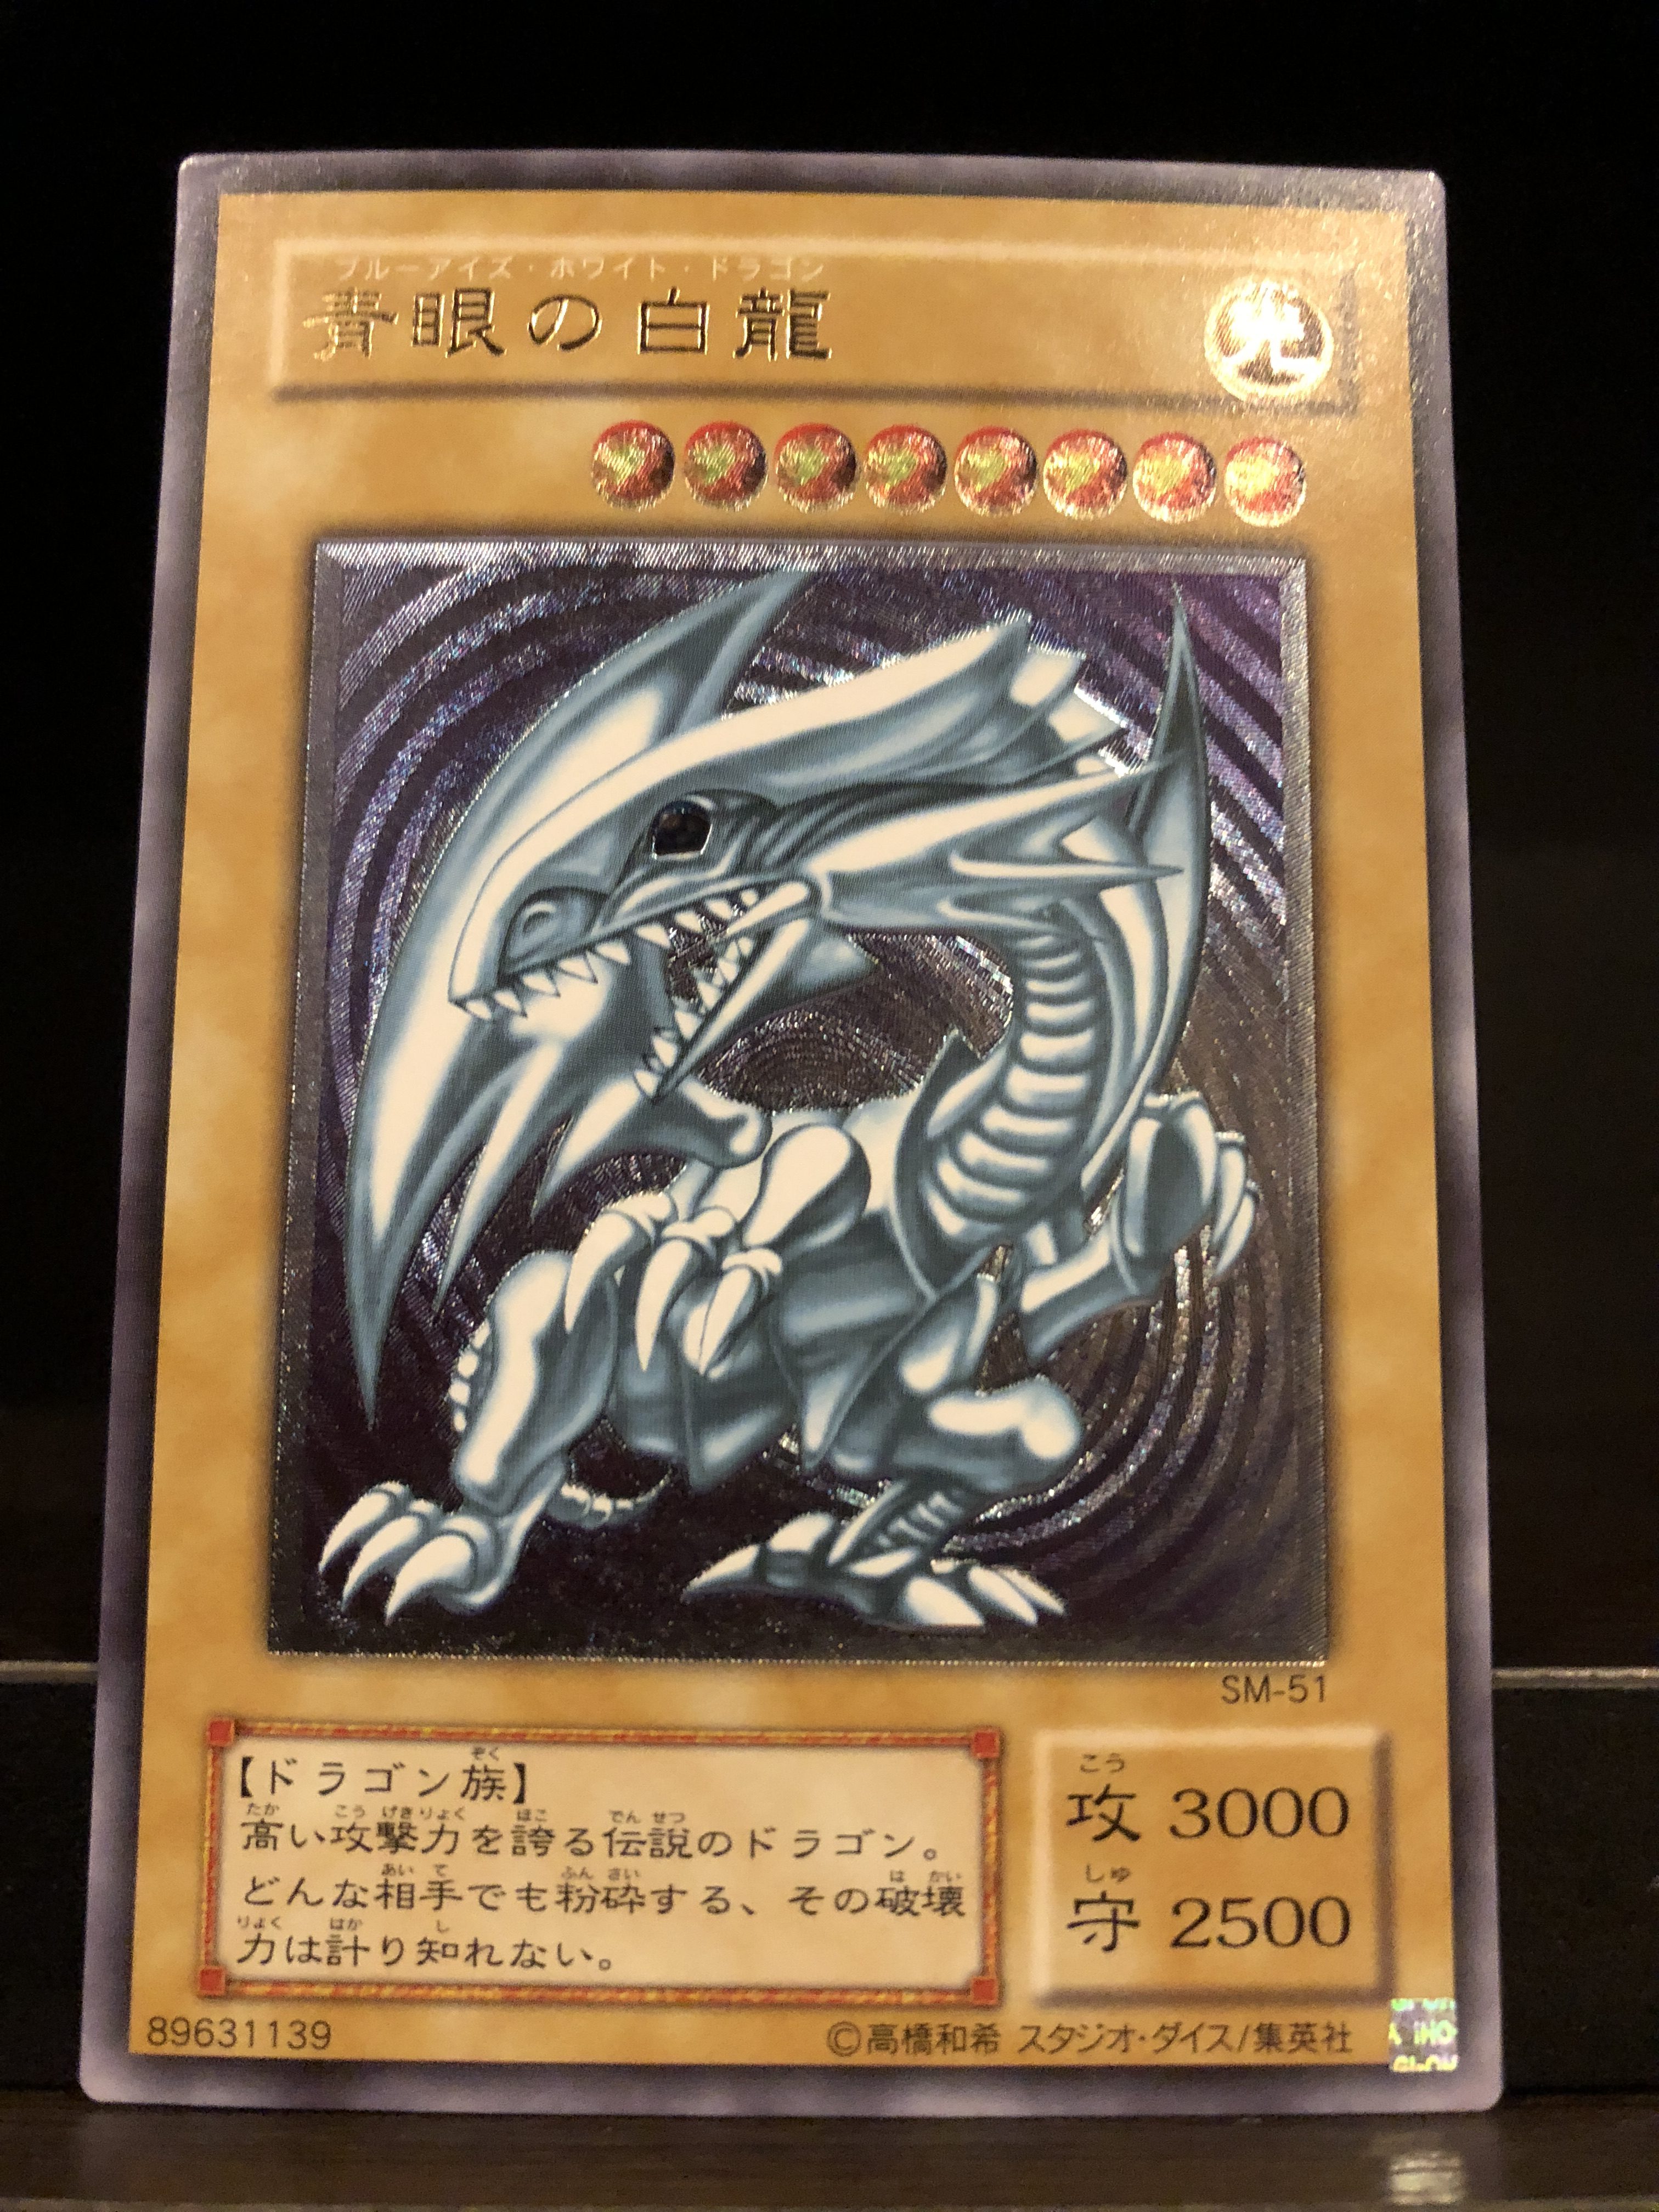 ブルーアイズ・ホワイト・ドラゴン
青眼の白龍
光
SM-51
ぞく
【ドラゴン族】
たか こう げき りょく ほこ でん せつ
高い攻撃力を誇る伝説のドラゴン。
あい て ふん さい は かい
どんな相手でも粉砕する、その破壊
りょく はか し
力は計り知れない。
こう
攻 3000
しゅ
守 2500
89631139
©高橋和希 スタジオ・ダイス/集英社